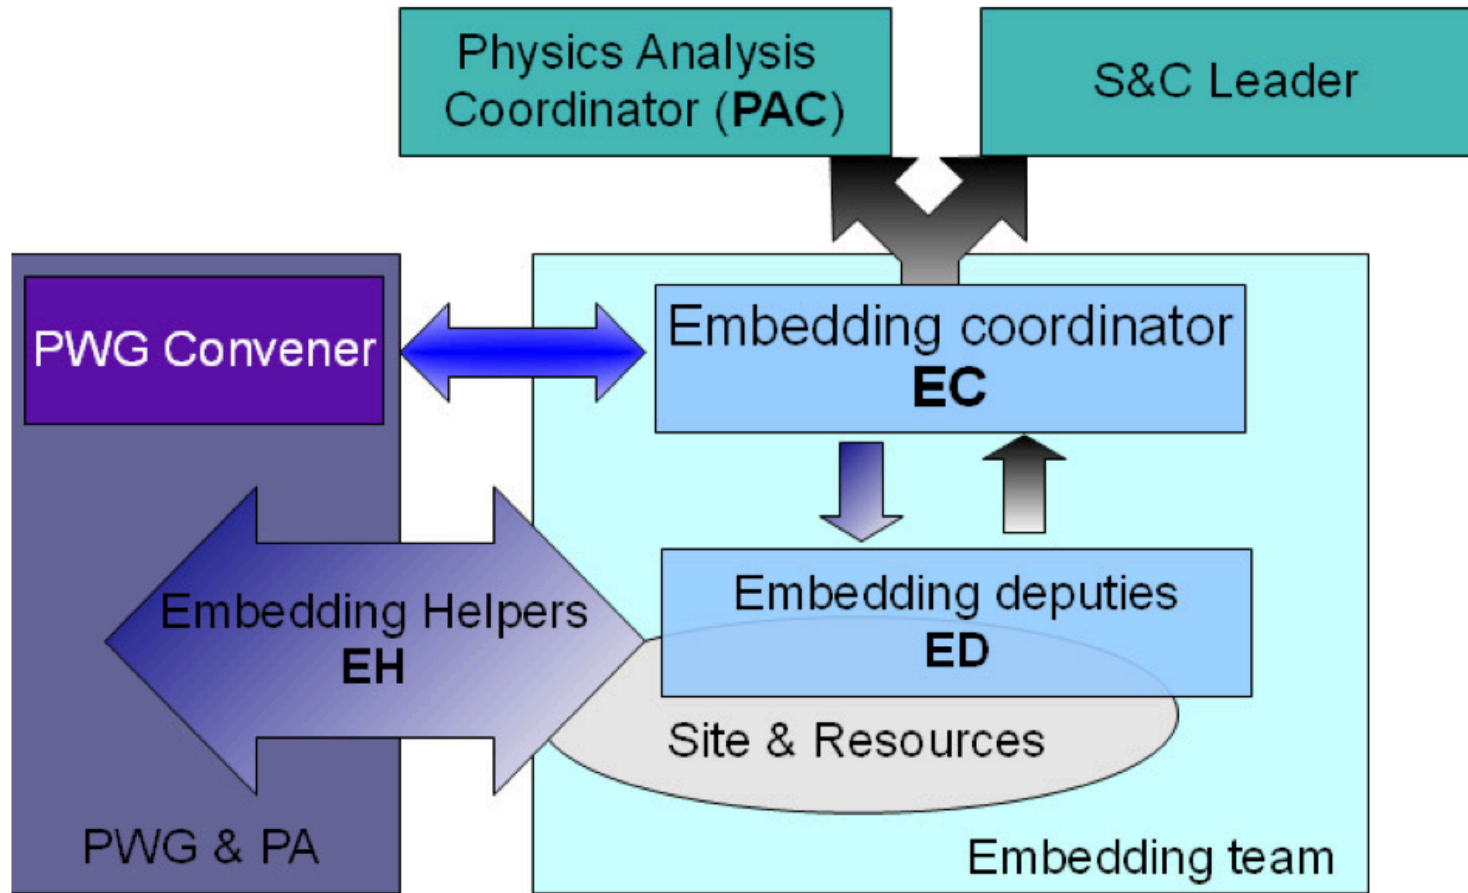 Physics Analysis
Coordinator (PAC)
S&C Leader
PWG Convener
Embedding coordinator
EC
Embedding Helpers
EH
Embedding deputies
ED
Site & Resources
PWG & PA
Embedding team